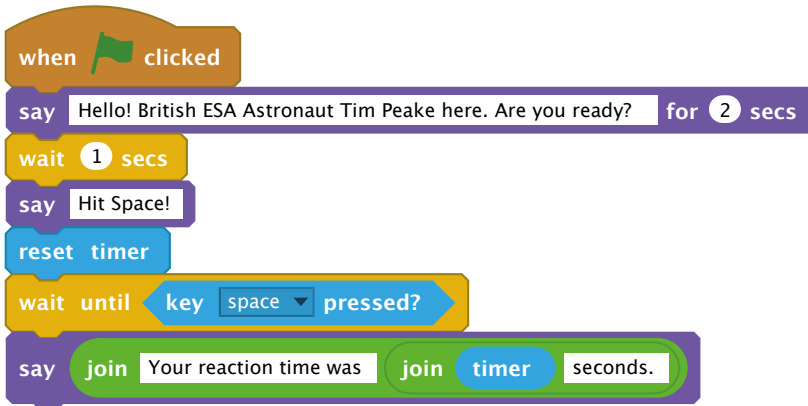 when clicked
say Hello! British ESA Astronaut Tim Peake here. Are you ready? for 2 secs
wait 1 secs
say Hit Space!
reset timer
wait until key space pressed?
say join Your reaction time was join timer seconds.